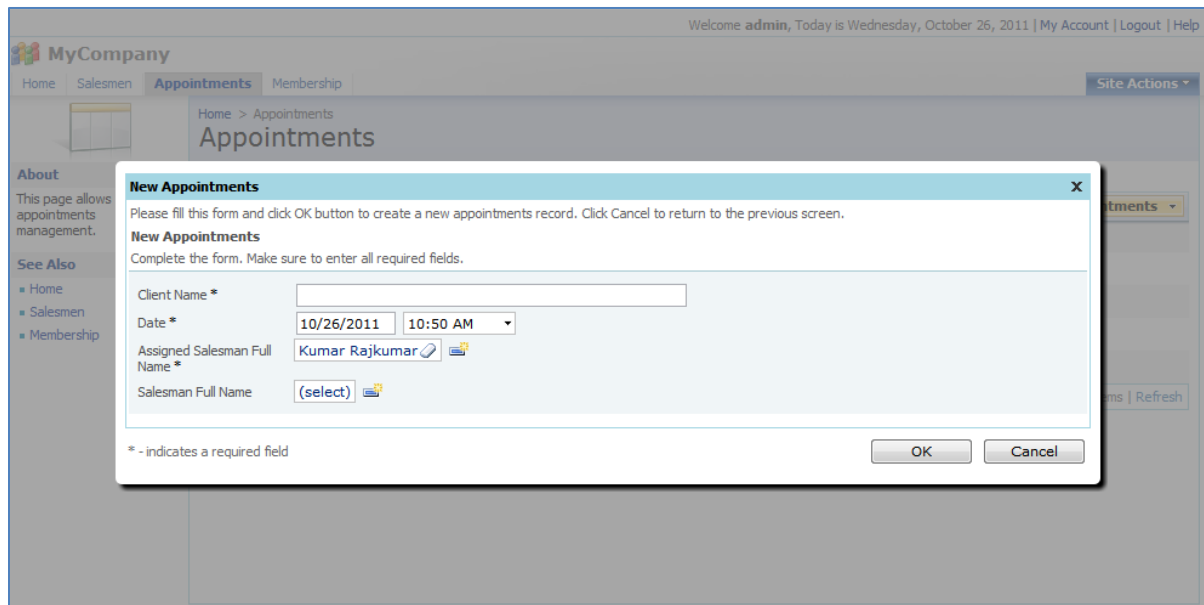 Welcome admin, Today is Wednesday, October 26, 2011 | My Account | Logout | Help
MyCompany
Home Salesmen Appointments Membership Site Actions
Home > Appointments
Appointments
About
This page allows
appointments
management.
See Also
Home
Salesmen
Membership
New Appointments x
Please fill this form and click OK button to create a new appointments record. Click Cancel to return to the previous screen.
New Appointments
Complete the form. Make sure to enter all required fields.
Client Name *
Date * 10/26/2011 10:50 AM
Assigned Salesman Full
Name *
Kumar Rajkumar
Salesman Full Name (select)
* - indicates a required field
OK Cancel
| Refresh